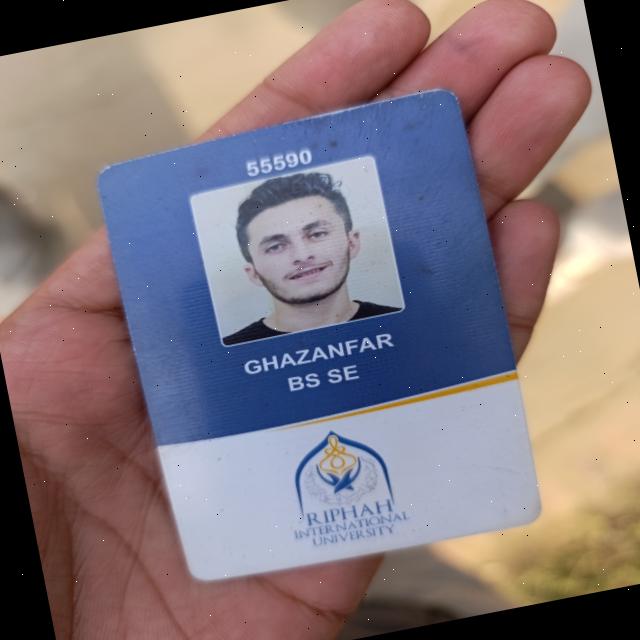 55590
GHAZANFAR
BS SE
RIPHAH
INTERNATIONAL
UNIVERSITY